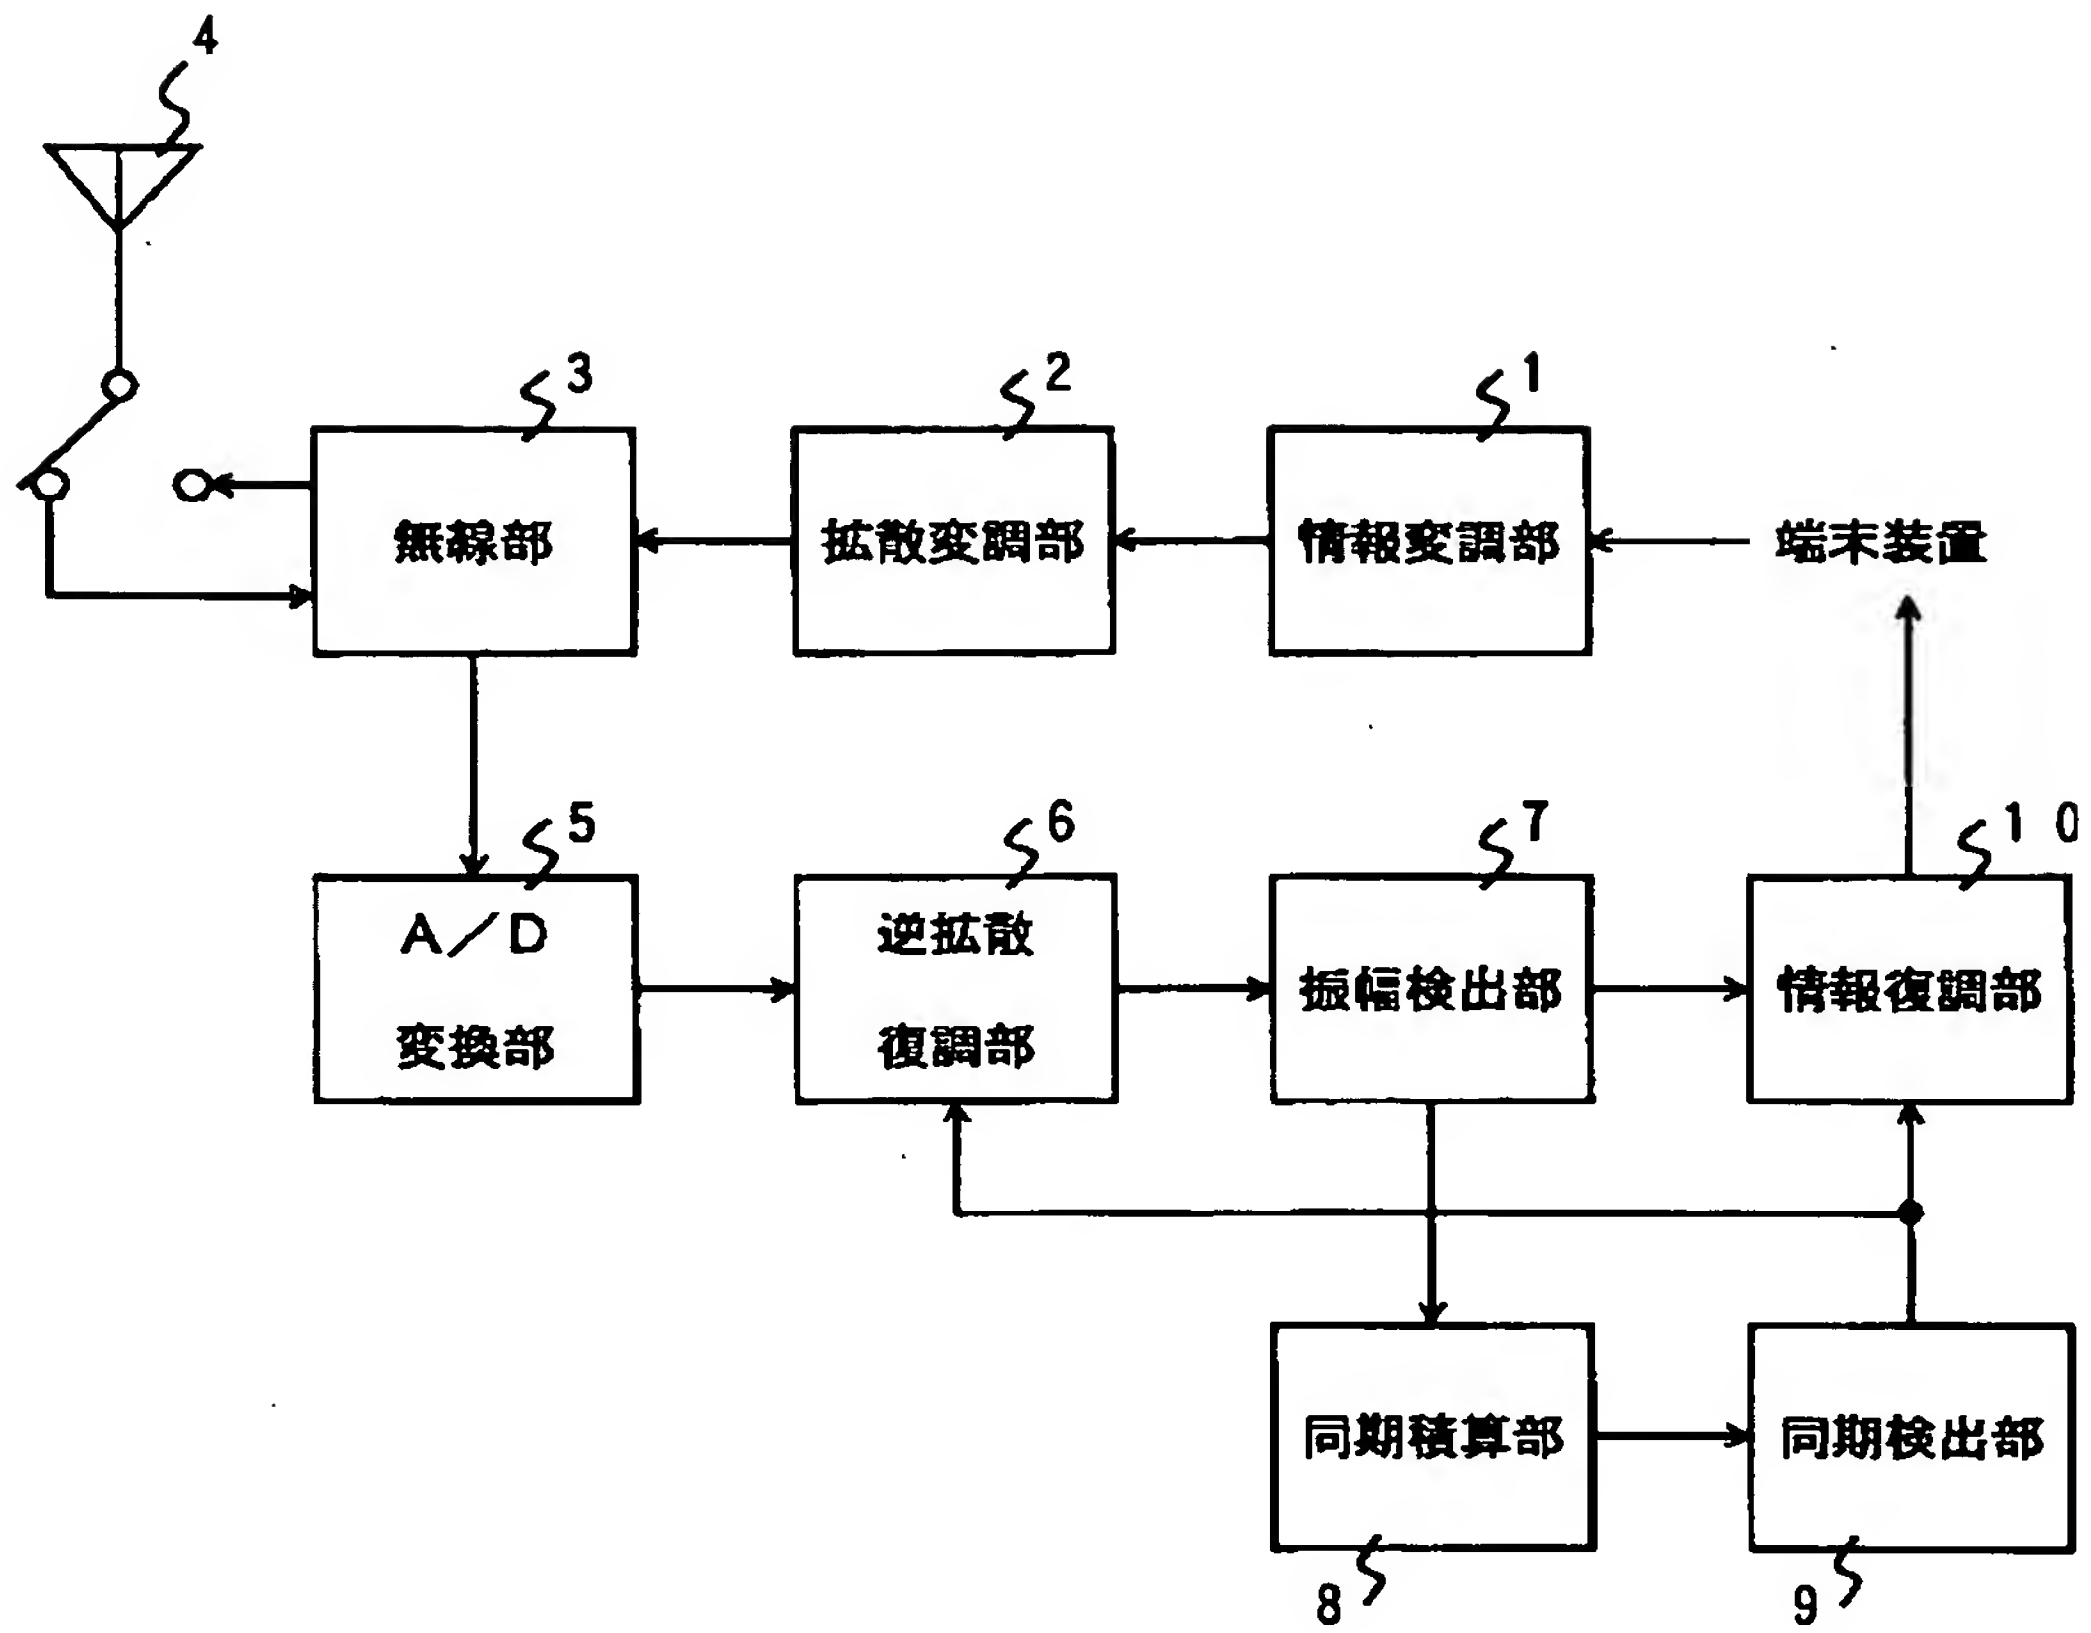 4
3
2
1
無線部
拡散変調部
情報変調部
端末装置
5
6
7
10
A/D
変換部
逆拡散
復調部
振幅検出部
情報復調部
同期積算部
同期検出部
8
9